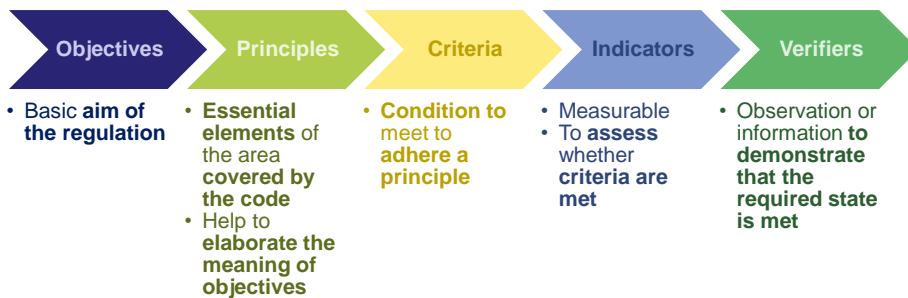 Objectives
Principles
Criteria
Indicators
Verifiers
• Basic aim of
the regulation
• Essential
elements of
the area
covered by
the code
• Help to
elaborate the
meaning of
objectives
• Condition to
meet to
adhere a
principle
• Measurable
• To assess
whether
criteria are
met
• Observation or
information to
demonstrate
that the
required state
is met